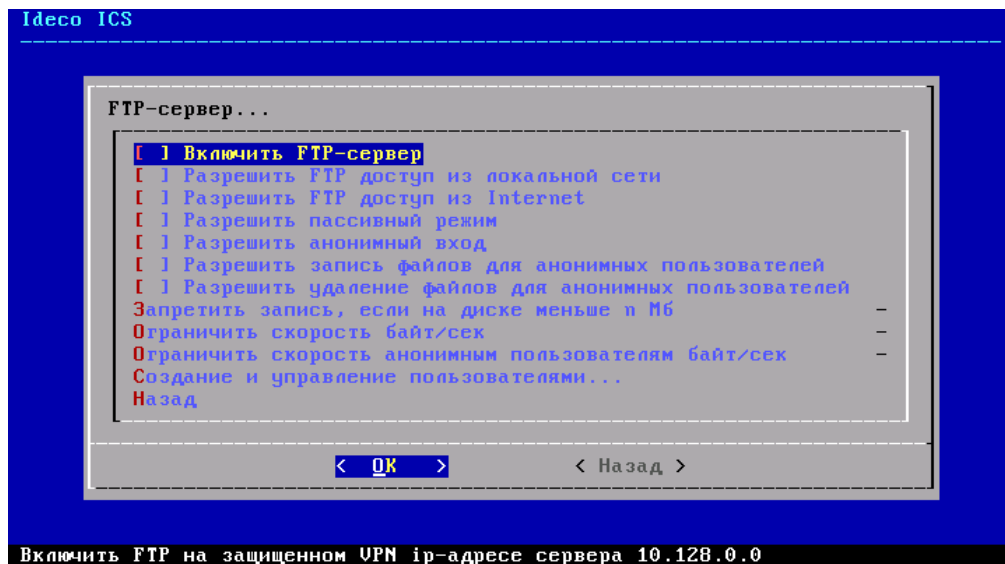 Ideco ICS
FTP-сервер...
[ ] Включить FTP-сервер
[ ] Разрешить FTP доступ из локальной сети
[ ] Разрешить FTP доступ из Internet
[ ] Разрешить пассивный режим
[ ] Разрешить анонимный вход
[ ] Разрешить запись файлов для анонимных пользователей
[ ] Разрешить удаление файлов для анонимных пользователей
Запретить запись, если на диске меньше n Мб –
Ограничить скорость байт/сек –
Ограничить скорость анонимным пользователям байт/сек –
Создание и управление пользователями...
Назад
< OK > < Назад >
Включить FTP на защищенном VPN ip-адресе сервера 10.128.0.0